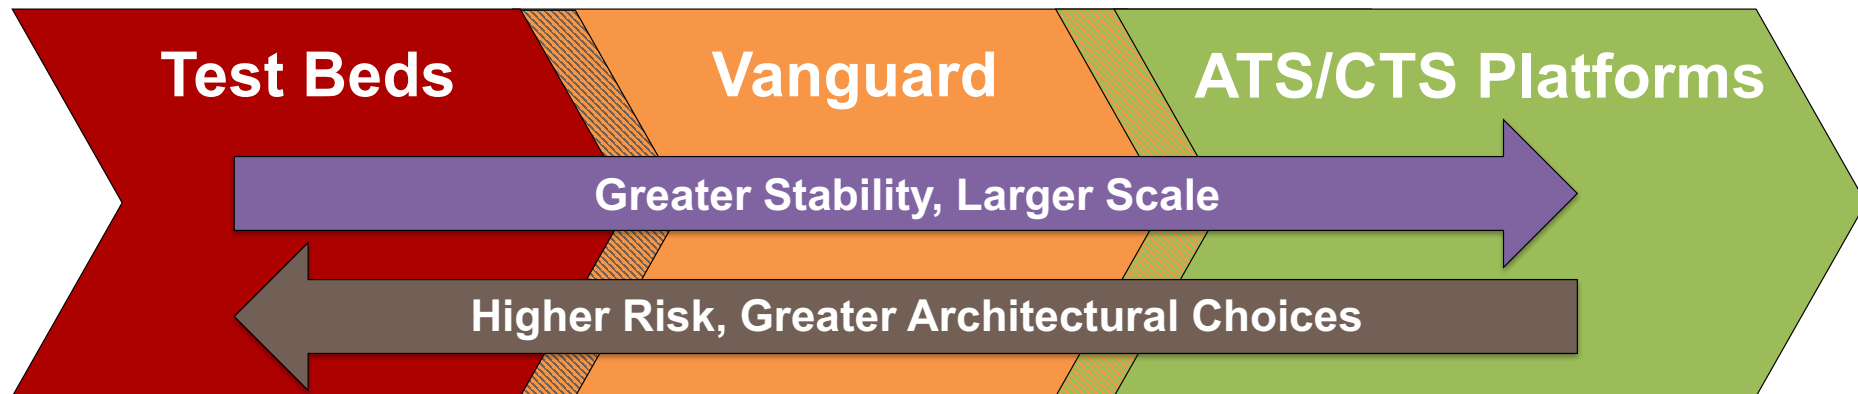 Test Beds
Vanguard
ATS/CTS Platforms
Greater Stability, Larger Scale
Higher Risk, Greater Architectural Choices